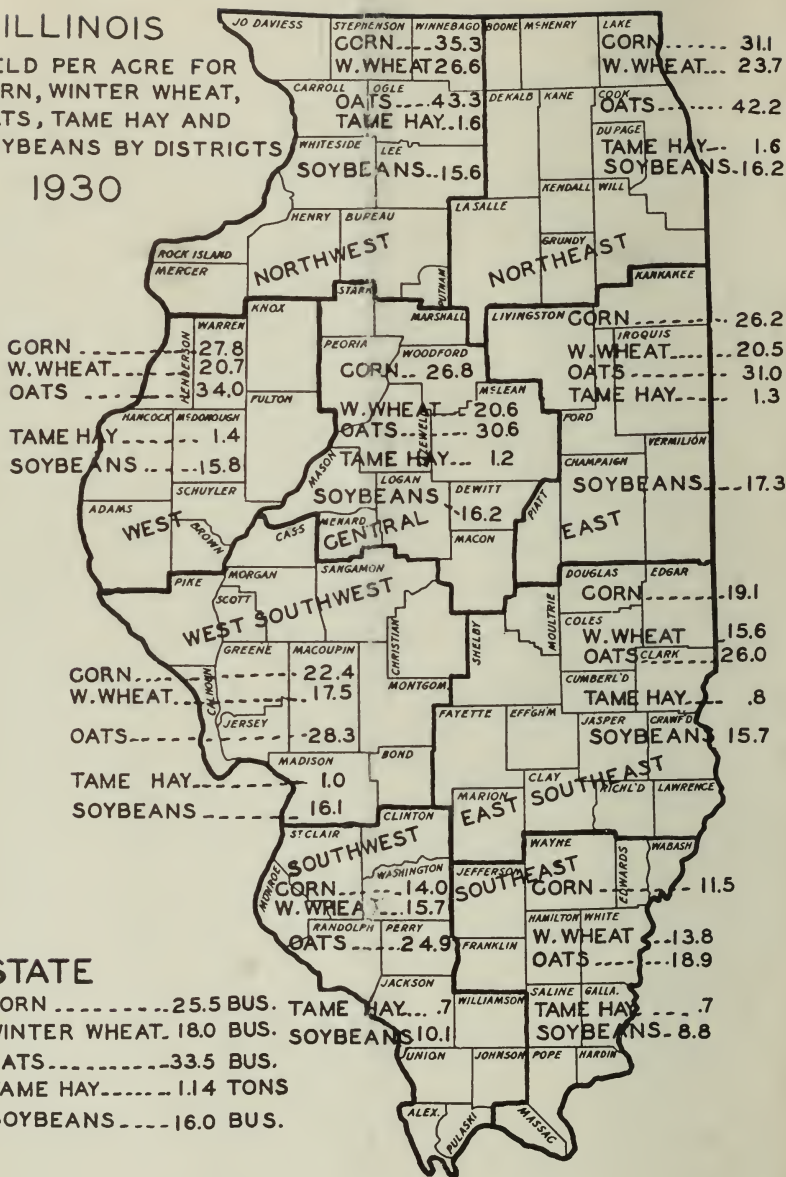 ILLINOIS
ELD PER ACRE FOR
RN, WINTER WHEAT,
TS, TAME HAY AND
YBEANS BY DISTRICTS
1930
JO DAVIESS STEPHENSON WINNEBAGO BOONE McHENRY LAKE
CORN 35.3
W.WHEAT 26.6
CARROLL OGLE
OATS 43.3
TAME HAY 1.6
WHITESIDE LEE
SOYBEANS 15.6
HENRY BUREAU
ROCK ISLAND
MERCER
NORTHWEST
PUTNAM
STARK
CORN 31.1
W.WHEAT 23.7
DEKALB KANE COOK
OATS 42.2
DU PAGE
TAME HAY 1.6
SOYBEANS 16.2
KENDALL WILL
LA SALLE
GRUNDY
NORTHEAST
KANKAKEE
KNOX
WARREN
HENDERSON
CORN 27.8
W.WHEAT 20.7
OATS 34.0
FULTON
HANCOCK McDONOUGH
TAME HAY 1.4
SOYBEANS 15.8
SCHUYLER
ADAMS
WEST
BROWN
MARSHALL
PEORIA
WOODFORD
CORN 26.8
McLEAN
W.WHEAT 20.6
OATS 30.6
TAZEWELL
TAME HAY 1.2
MASON
LOGAN
SOYBEANS 16.2
DEWITT
MENARD
CENTRAL
MACON
LIVINGSTON
CORN 26.2
IROQUIS
W.WHEAT 20.5
OATS 31.0
TAME HAY 1.3
FORD
VERMILION
CHAMPAIGN
SOYBEANS 17.3
PIATT
EAST
CASS
PIKE
MORGAN
SANGAMON
SCOTT
WEST SOUTHWEST
CHRISTIAN
GREENE MACOUPIN
CORN 22.4
W.WHEAT 17.5
CALHOUN
MONTGOM.
JERSEY
OATS 28.3
MADISON
BOND
TAME HAY 1.0
SOYBEANS 16.1
DOUGLAS EDGAR
CORN 19.1
MOULTRIE
SHELBY
COLES
W.WHEAT 15.6
OATS 26.0
CLARK
CUMBERL'D
TAME HAY .8
FAYETTE EFFGH'M JASPER CRAWF'D
SOYBEANS 15.7
CLAY
RICHL'D LAWRENCE
MARION
EAST SOUTHEAST
CLINTON
ST CLAIR
SOUTHWEST
WASHINGTON
MONROE
CORN 14.0
W.WHEAT 15.7
RANDOLPH PERRY
OATS 24.9
JACKSON
TAME HAY .7
SOYBEANS 10.1
WAYNE
WABASH
EDWARDS
JEFFERSON
SOUTHEAST
CORN 11.5
HAMILTON WHITE
W.WHEAT 13.8
OATS 18.9
FRANKLIN
WILLIAMSON SALINE GALLA.
TAME HAY .7
SOYBEANS 8.8
UNION JOHNSON POPE HARDIN
ALEX. PULASKI MASSAC
STATE
ORN 25.5 BUS.
WINTER WHEAT 18.0 BUS.
ATS 33.5 BUS.
AME HAY 1.14 TONS
OYBEANS 16.0 BUS.